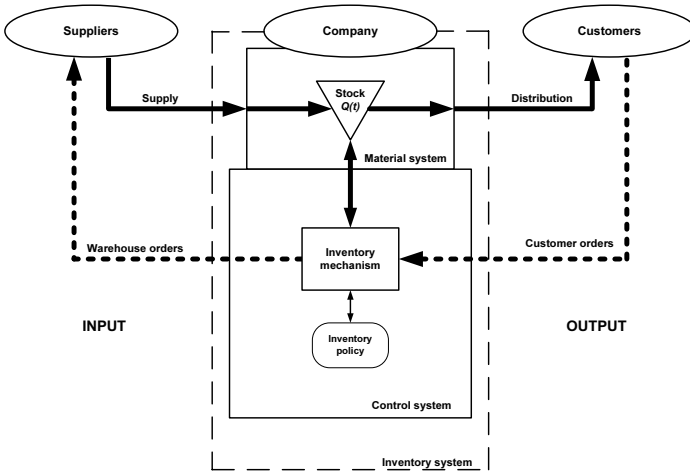 Suppliers
Company
Customers
Supply
Stock
Q(t)
Distribution
Material system
Warehouse orders
Inventory
mechanism
Customer orders
INPUT
OUTPUT
Inventory
policy
Control system
Inventory system